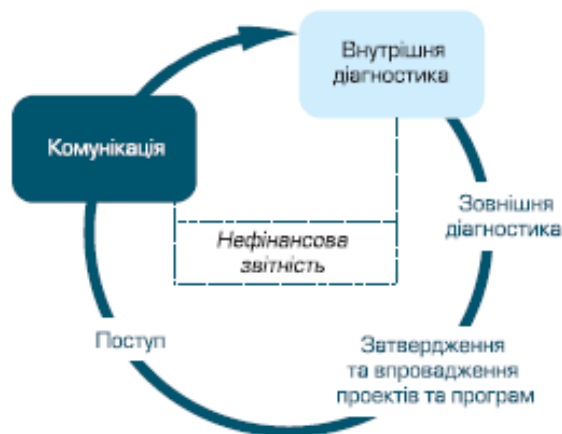 Внутрішня
діагностика
Комунікація
Зовнішня
діагностика
Нефінансова
звітність
Поступ
Затвердження
та впровадження
проектів та програм